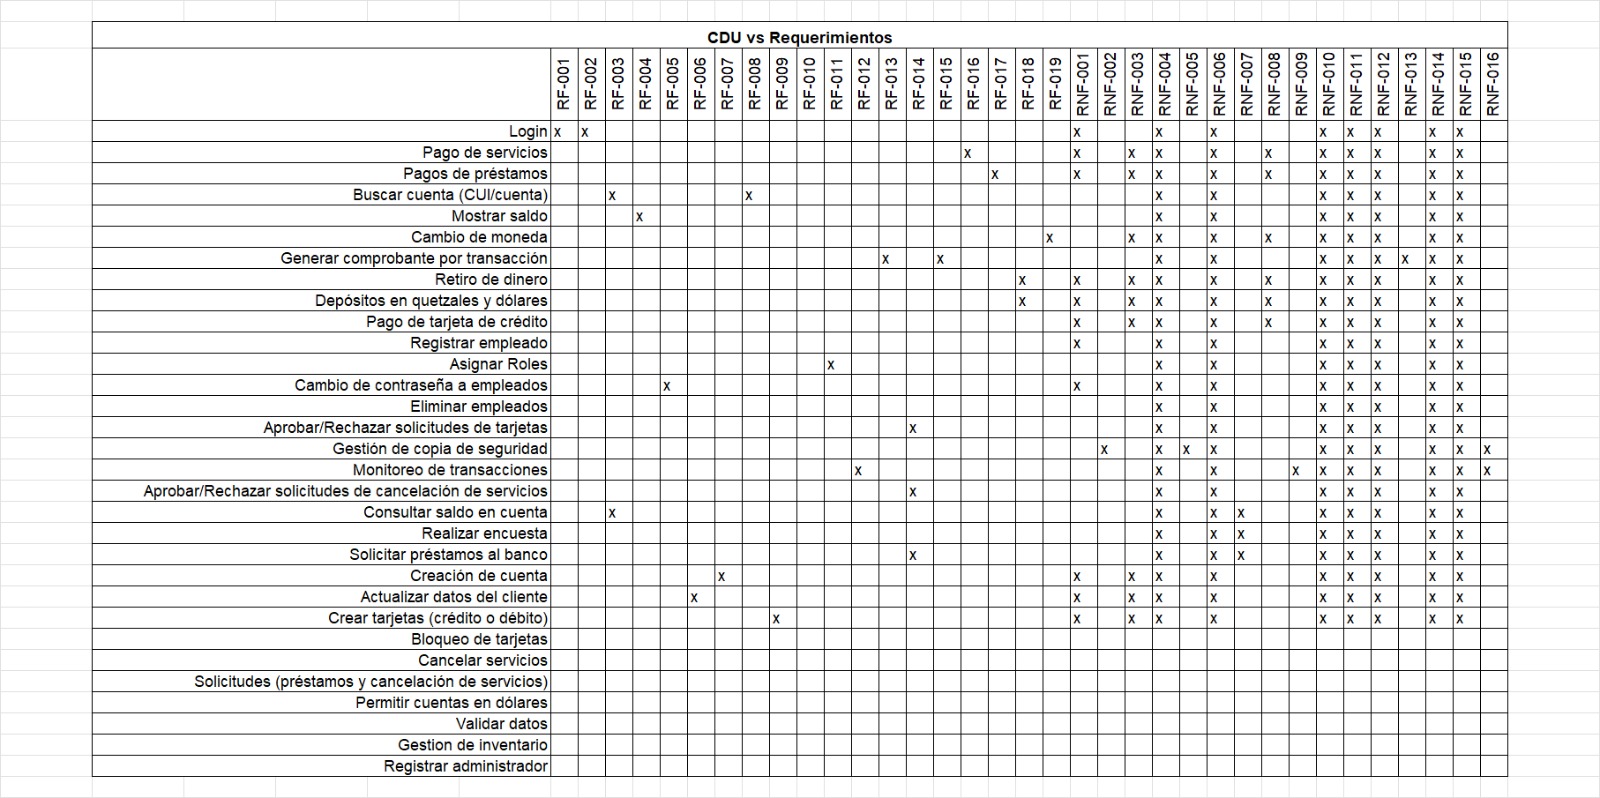 CDU vs Requerimientos
RF-001 RF-002 RF-003 RF-004 RF-005 RF-006 RF-007 RF-008 RF-009 RF-010 RF-011 RF-012 RF-013 RF-014 RF-015 RF-016 RF-017 RF-018 RF-019 RNF-001 RNF-002 RNF-003 RNF-004 RNF-005 RNF-006 RNF-007 RNF-008 RNF-009 RNF-010 RNF-011 RNF-012 RNF-013 RNF-014 RNF-015 RNF-016
Login x x x x x x x x x x
Pago de servicios x x x x x x x x x x x
Pagos de préstamos x x x x x x x x x x x
Buscar cuenta (CUI/cuenta) x x x x x x x x x
Mostrar saldo x x x x x x x x
Cambio de moneda x x x x x x x x x x
Generar comprobante por transacción x x x x x x x x x x
Retiro de dinero x x x x x x x x x x x
Depósitos en quetzales y dólares x x x x x x x x x x x
Pago de tarjeta de crédito x x x x x x x x x x
Registrar empleado x x x x x x x x
Asignar Roles x x x x x x x x
Cambio de contraseña a empleados x x x x x x x x x
Eliminar empleados x x x x x x x
Aprobar/Rechazar solicitudes de tarjetas x x x x x x x x
Gestión de copia de seguridad x x x x x x x x x x
Monitoreo de transacciones x x x x x x x x x x
Aprobar/Rechazar solicitudes de cancelación de servicios x x x x x x x x
Consultar saldo en cuenta x x x x x x x x x
Realizar encuesta x x x x x x x x
Solicitar préstamos al banco x x x x x x x x x
Creación de cuenta x x x x x x x x x x
Actualizar datos del cliente x x x x x x x x x x
Crear tarjetas (crédito o débito) x x x x x x x x x x
Bloqueo de tarjetas
Cancelar servicios
Solicitudes (préstamos y cancelación de servicios)
Permitir cuentas en dólares
Validar datos
Gestion de inventario
Registrar administrador